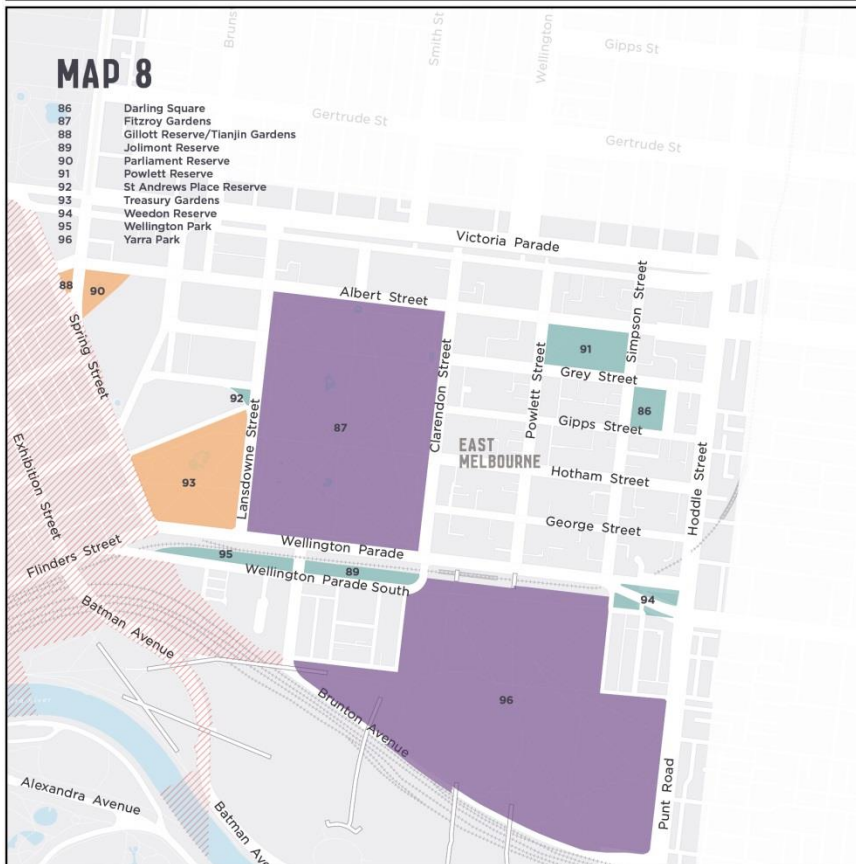 MAP 8
86 Darling Square
87 Fitzroy Gardens
88 Gillott Reserve/Tianjin Gardens
89 Jolimont Reserve
90 Parliament Reserve
91 Powlett Reserve
92 St Andrews Place Reserve
93 Treasury Gardens
94 Weedon Reserve
95 Wellington Park
96 Yarra Park
Bruns
Smith St
Wellington
Gipps St
Gertrude St
Gertrude St
Victoria Parade
88
90
Albert Street
Simpson Street
Spring Street
91
Clarendon Street
Powlett Street
Grey Street
92
86
Lansdowne Street
87
Gipps Street
EAST
MELBOURNE
93
Exhibition Street
Hotham Street
Hoddle Street
George Street
Flinders Street
Wellington Parade
95
89
Wellington Parade South
94
Batman Avenue
96
Brunton Avenue
Punt Road
Alexandra Avenue
Batman Ave